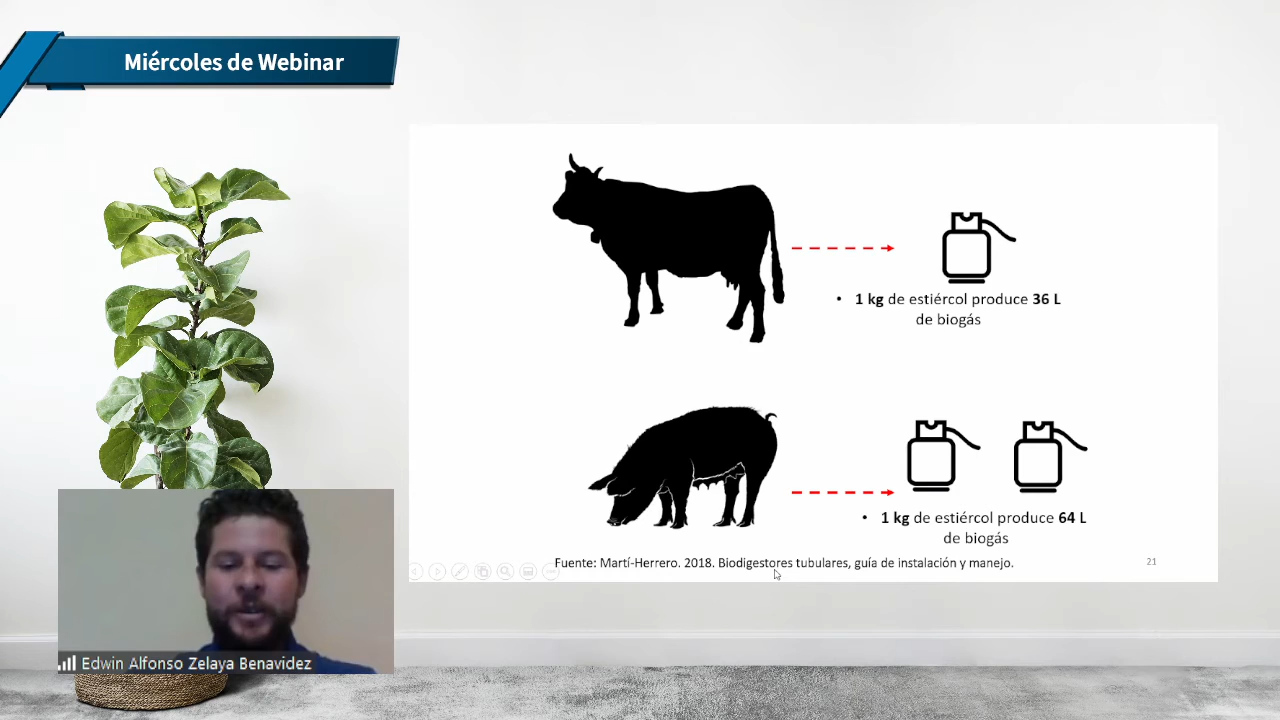 Miércoles de Webinar
• 1 kg de estiércol produce 36 L
de biogás
• 1 kg de estiércol produce 64 L
de biogás
Fuente: Martí-Herrero. 2018. Biodigestores tubulares, guía de instalación y manejo.
21
Edwin Alfonso Zelaya Benavidez